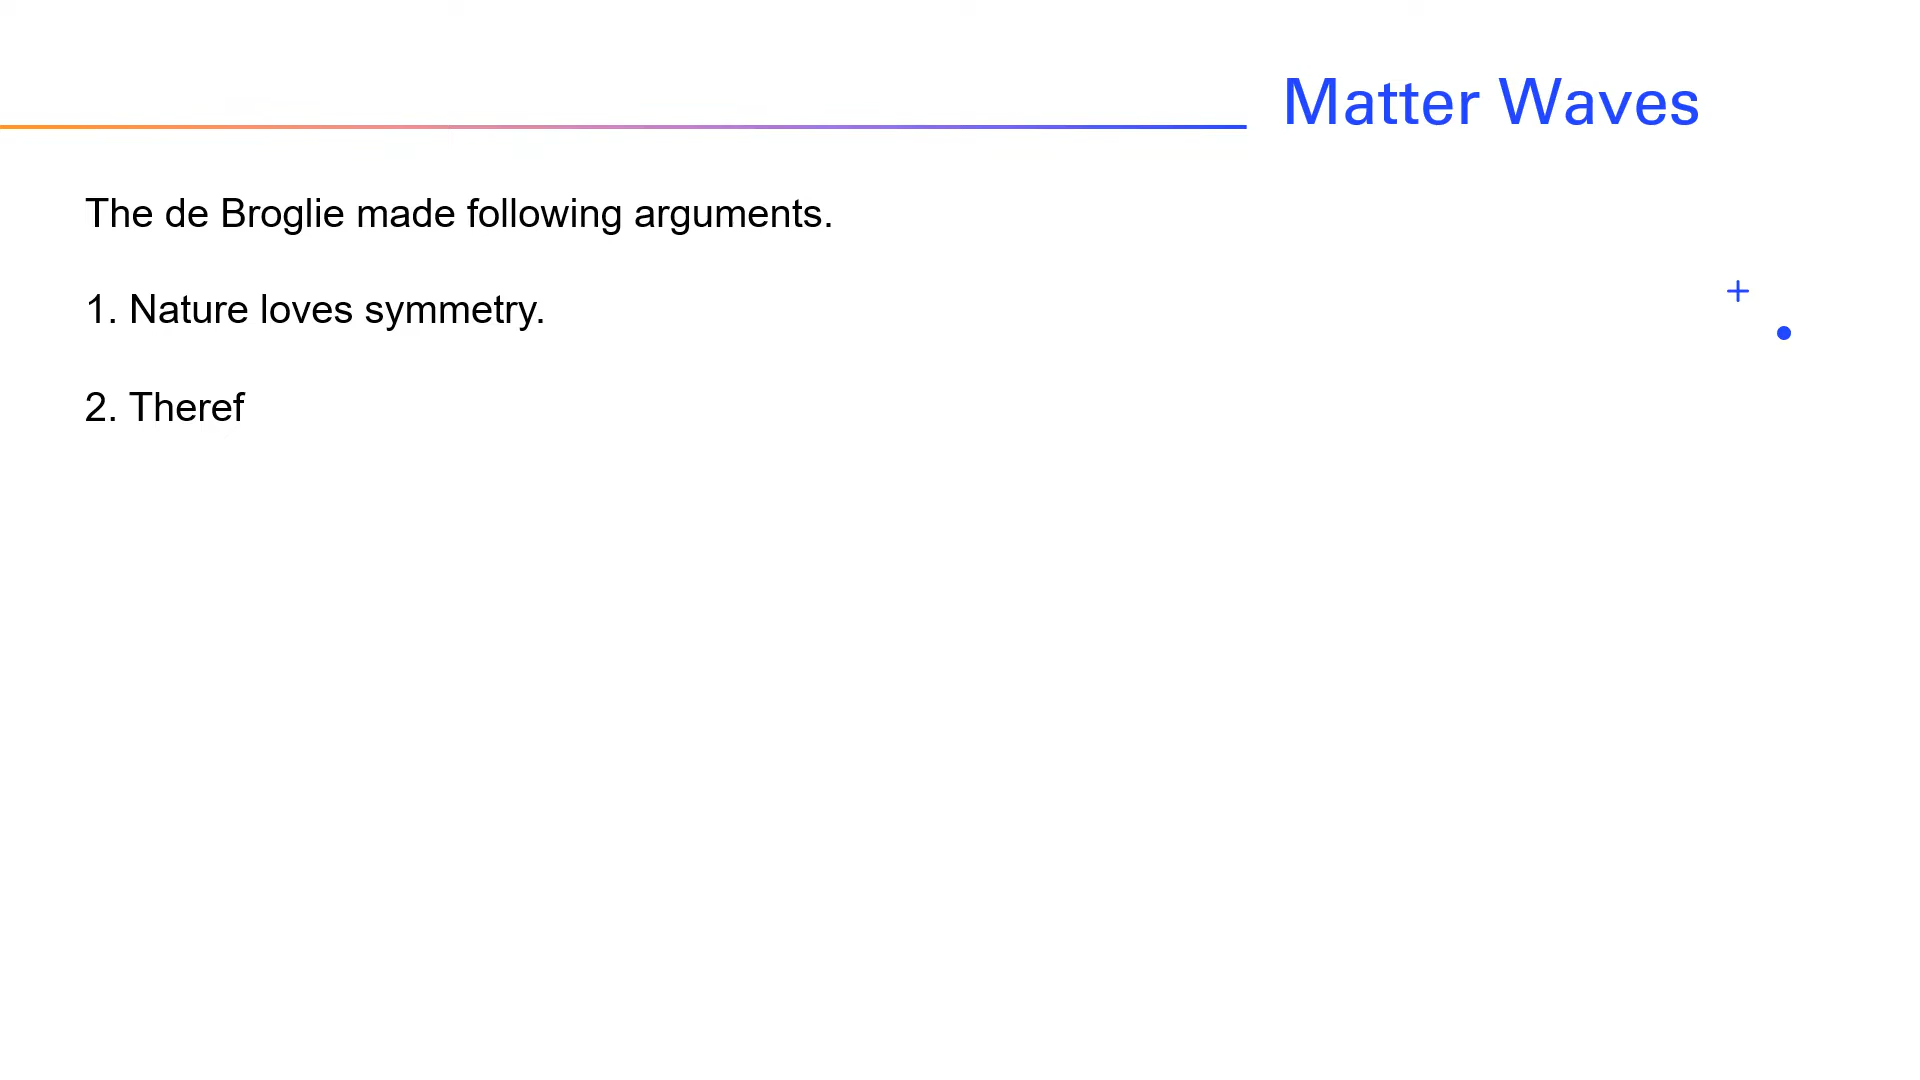 Matter Waves
The de Broglie made following arguments.
1. Nature loves symmetry.
2. Theref